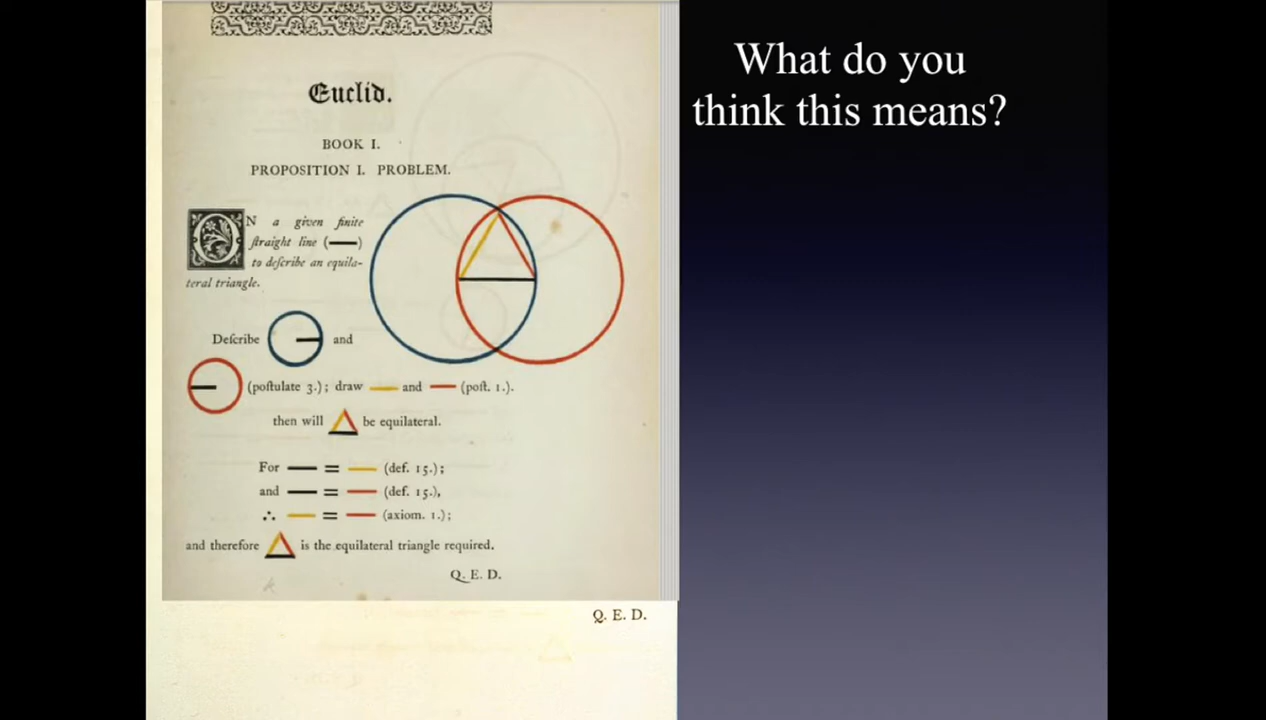 Euclid.
BOOK I.
PROPOSITION I. PROBLEM.
ON a given finite
ſtraight line (
)
to deſcribe an equila-
teral triangle.
Deſcribe
and
(poſtulate 3.); draw
and
(poſt. 1.).
then will
be equilateral.
For
=
(def. 15.);
and
=
(def. 15.),
∴
=
(axiom. 1.);
and therefore
is the equilateral triangle required.
Q. E. D.
Q. E. D.
What do you
think this means?